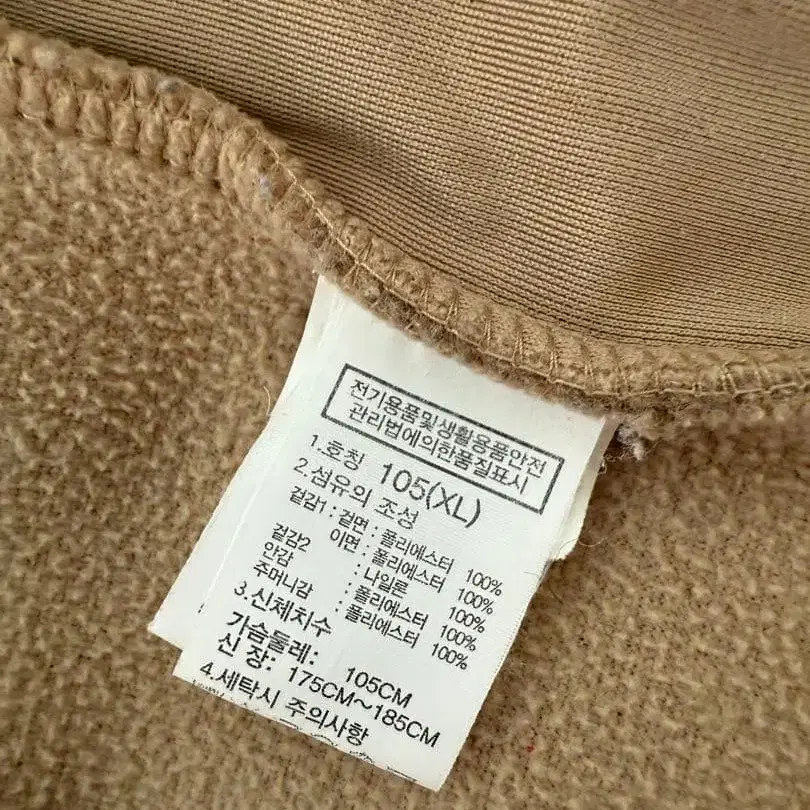 전기용품및생활용품안전
관리법에의한품질표시
1.호칭 105(XL)
2.섬유의 조성
겉감1 : 겉면 : 폴리에스터 100%
이면 : 폴리에스터 100%
겉감2 : 나일론 100%
안감 : 폴리에스터 100%
주머니감 : 폴리에스터 100%
3.신체치수
가슴둘레: 105CM
신 장: 175CM~185CM
4.세탁시 주의사항